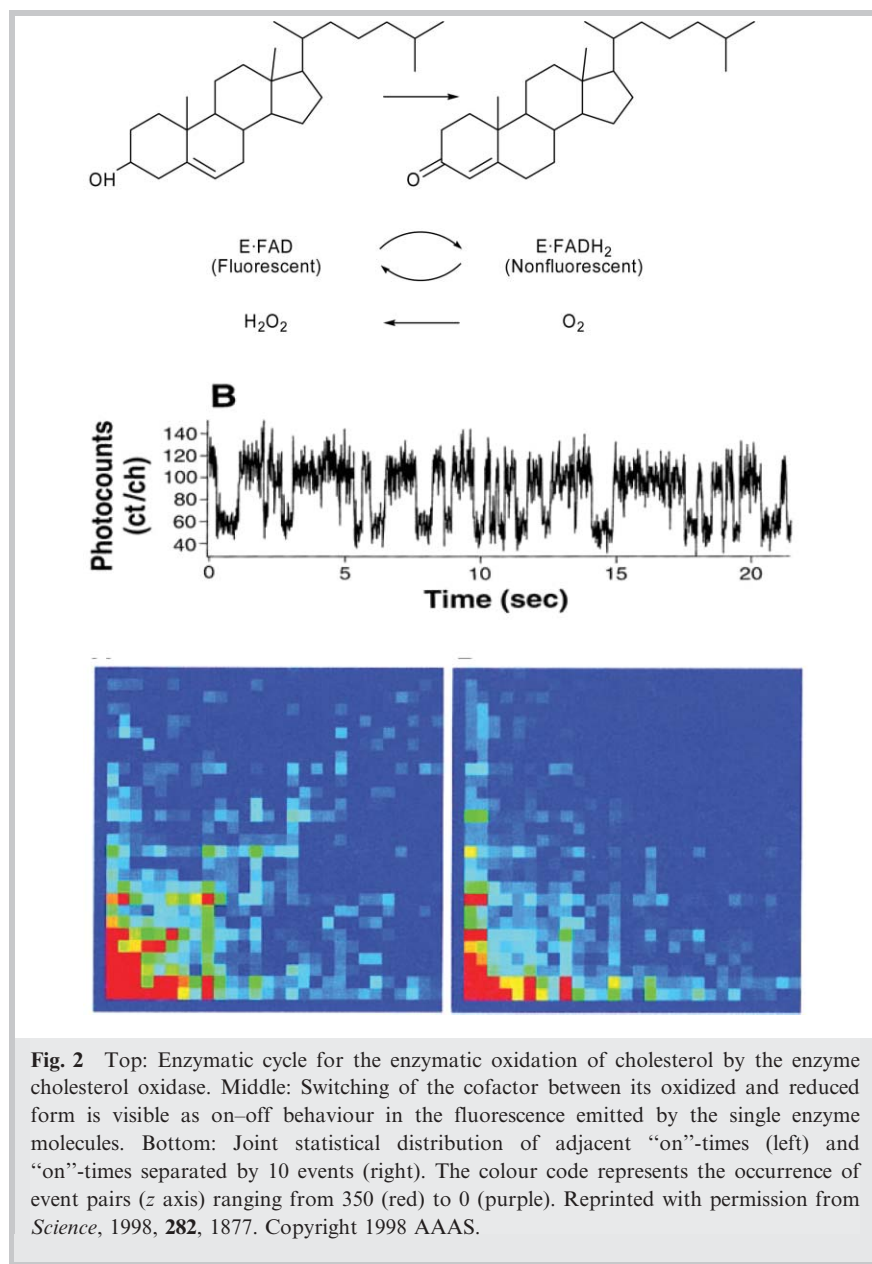 OH
O
E·FAD
(Fluorescent)
E·FADH₂
(Nonfluorescent)
H₂O₂
O₂
B
Photocounts
(ct/ch)
140
120
100
80
60
40
0
5
10
15
20
Time (sec)
Fig. 2 Top: Enzymatic cycle for the enzymatic oxidation of cholesterol by the enzyme
cholesterol oxidase. Middle: Switching of the cofactor between its oxidized and reduced
form is visible as on–off behaviour in the fluorescence emitted by the single enzyme
molecules. Bottom: Joint statistical distribution of adjacent “on”-times (left) and
“on”-times separated by 10 events (right). The colour code represents the occurrence of
event pairs (z axis) ranging from 350 (red) to 0 (purple). Reprinted with permission from
Science, 1998, 282, 1877. Copyright 1998 AAAS.